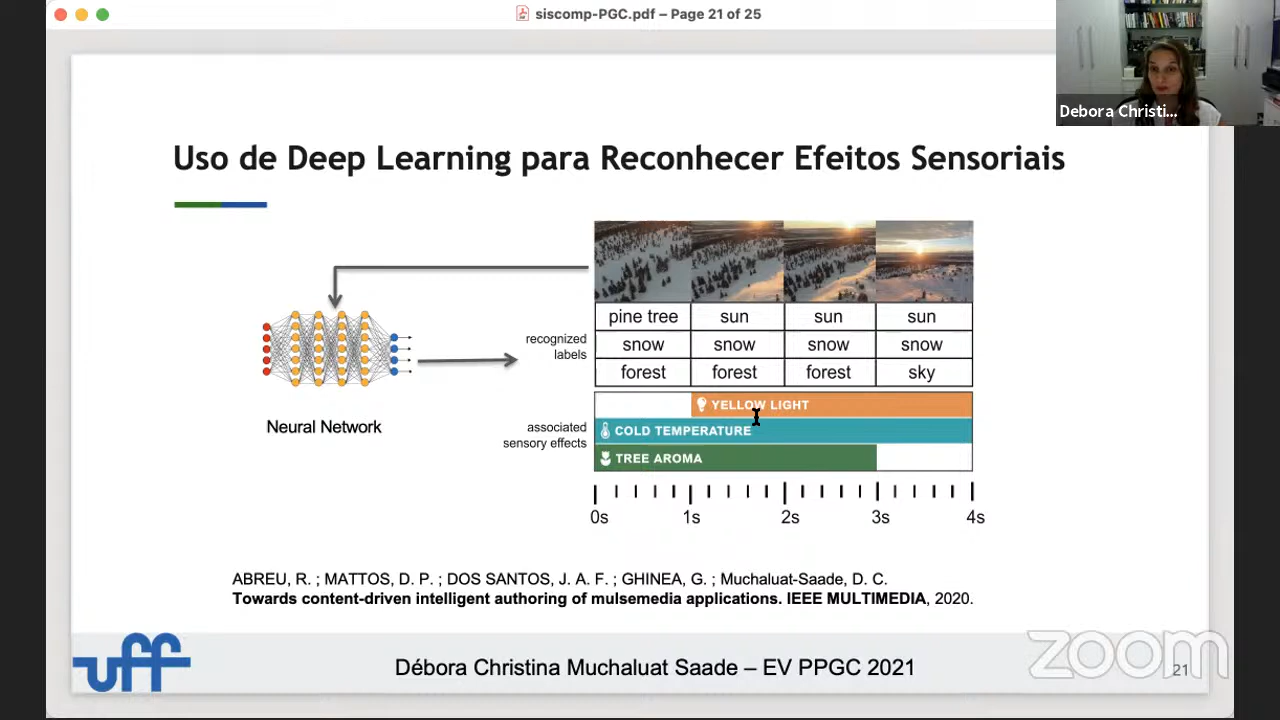 siscomp-PGC.pdf – Page 21 of 25
Debora Christi...
Uso de Deep Learning para Reconhecer Efeitos Sensoriais
pine tree sun sun sun
recognized labels
snow snow snow snow
forest forest forest sky
YELLOW LIGHT
associated sensory effects
COLD TEMPERATURE
TREE AROMA
Neural Network
0s 1s 2s 3s 4s
ABREU, R. ; MATTOS, D. P. ; DOS SANTOS, J. A. F. ; GHINEA, G. ; Muchaluat-Saade, D. C.
Towards content-driven intelligent authoring of mulsemedia applications. IEEE MULTIMEDIA, 2020.
uff
Débora Christina Muchaluat Saade – EV PPGC 2021
zoom
21